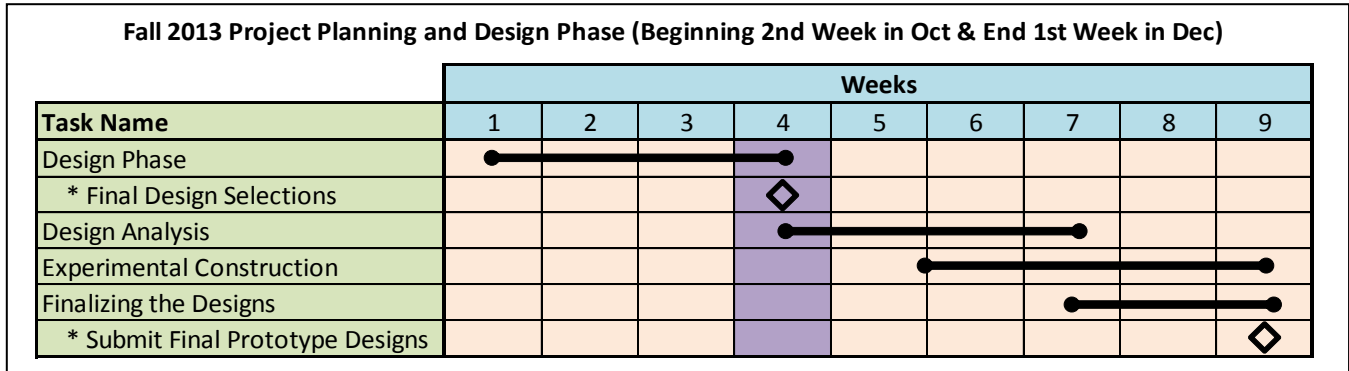 Fall 2013 Project Planning and Design Phase (Beginning 2nd Week in Oct & End 1st Week in Dec)
Weeks
Task Name 1 2 3 4 5 6 7 8 9
Design Phase
* Final Design Selections
Design Analysis
Experimental Construction
Finalizing the Designs
* Submit Final Prototype Designs